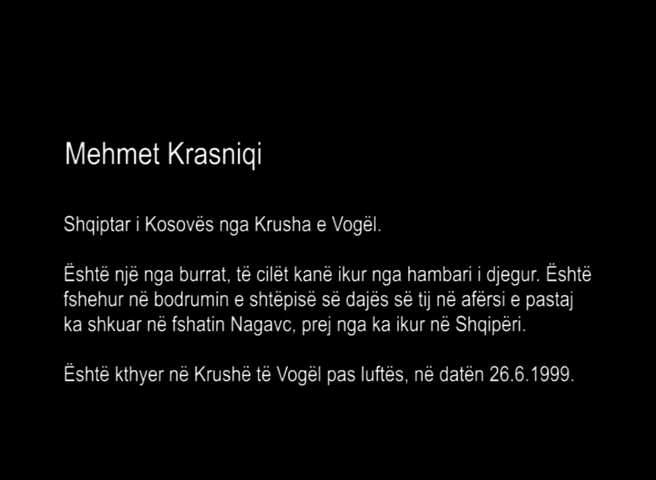 Mehmet Krasniqi
Shqiptar i Kosovës nga Krusha e Vogël.
Është një nga burrat, të cilët kanë ikur nga hambari i djegur. Është
fshehur në bodrumin e shtëpisë së dajës së tij në afërsi e pastaj
ka shkuar në fshatin Nagavc, prej nga ka ikur në Shqipëri.
Është kthyer në Krushë të Vogël pas luftës, në datën 26.6.1999.